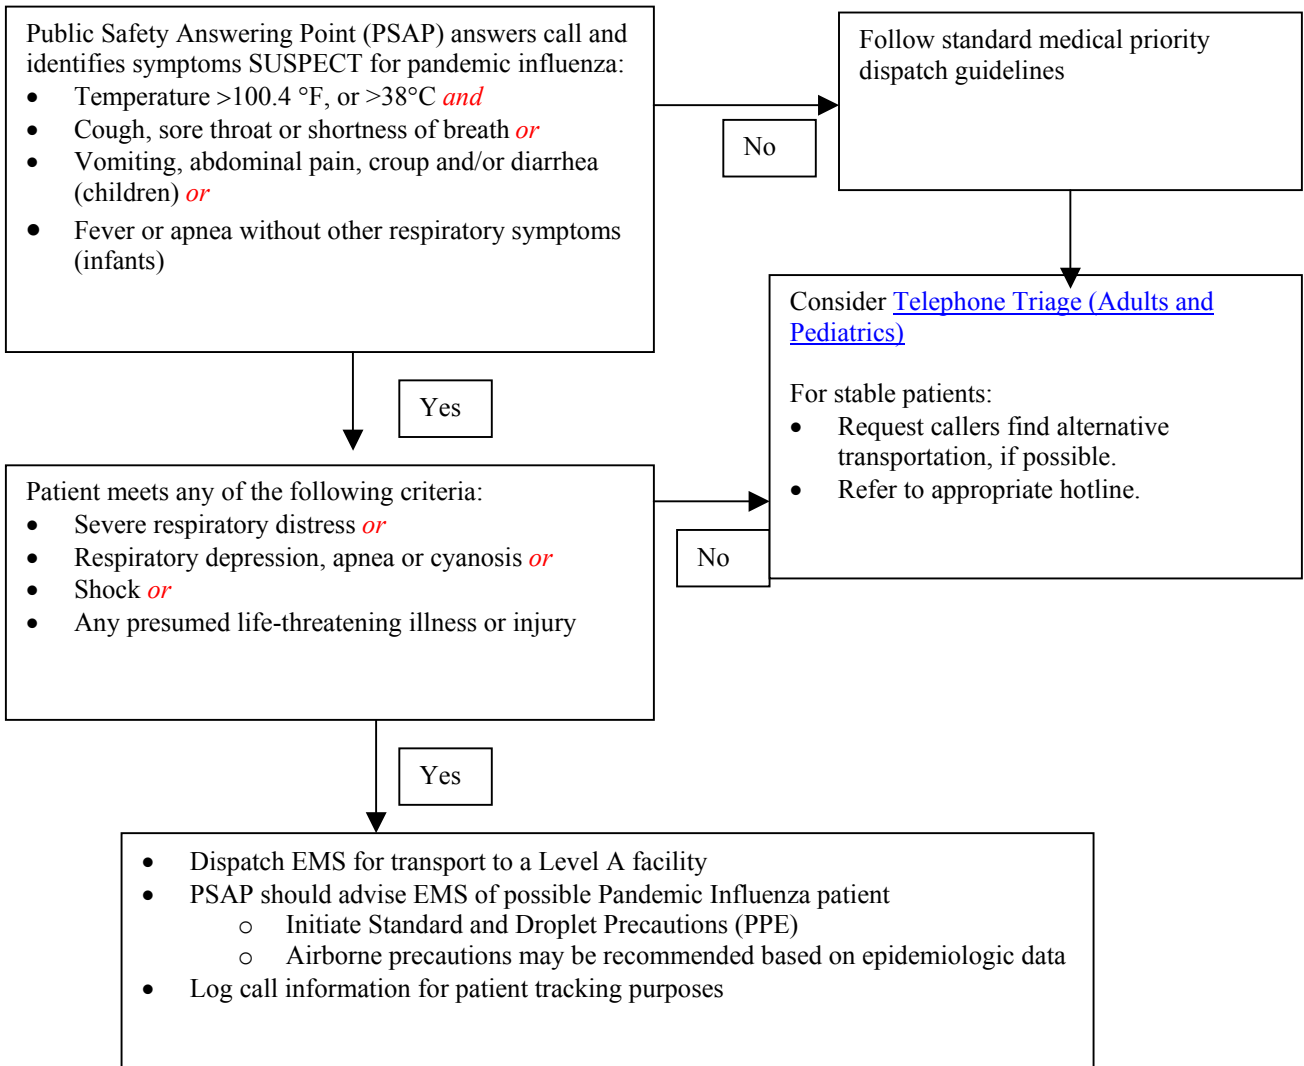 Public Safety Answering Point (PSAP) answers call and
identifies symptoms SUSPECT for pandemic influenza:
• Temperature >100.4 °F, or >38°C and
• Cough, sore throat or shortness of breath or
• Vomiting, abdominal pain, croup and/or diarrhea
(children) or
• Fever or apnea without other respiratory symptoms
(infants)
No
Follow standard medical priority
dispatch guidelines
Yes
Consider Telephone Triage (Adults and
Pediatrics)
For stable patients:
• Request callers find alternative
transportation, if possible.
• Refer to appropriate hotline.
Patient meets any of the following criteria:
• Severe respiratory distress or
• Respiratory depression, apnea or cyanosis or
• Shock or
• Any presumed life-threatening illness or injury
No
Yes
• Dispatch EMS for transport to a Level A facility
• PSAP should advise EMS of possible Pandemic Influenza patient
o Initiate Standard and Droplet Precautions (PPE)
o Airborne precautions may be recommended based on epidemiologic data
• Log call information for patient tracking purposes